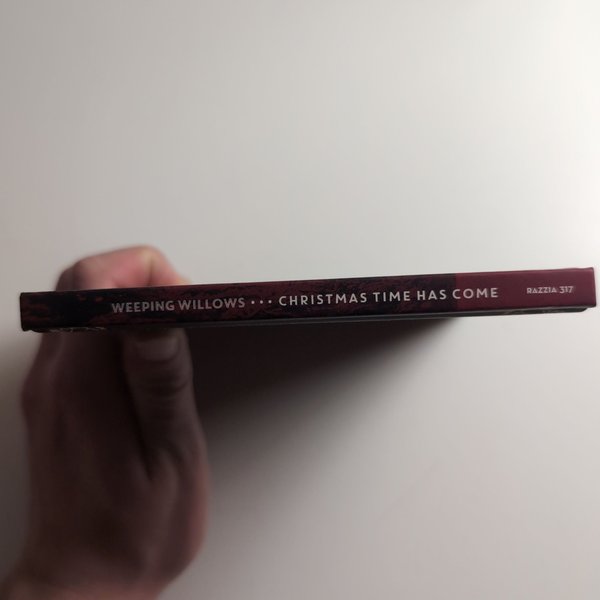 WEEPING WILLOWS ••• CHRISTMAS TIME HAS COME RAZZIA 317